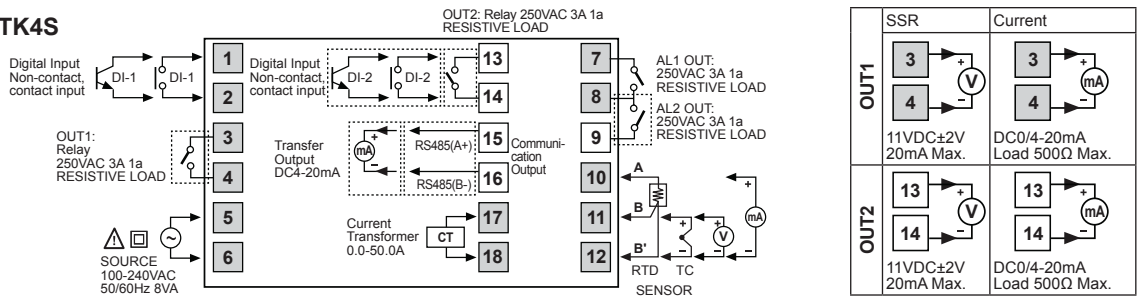 TK4S
OUT2: Relay 250VAC 3A 1a
RESISTIVE LOAD
Digital Input
Non-contact,
contact input
DI-1
DI-1
1
2
Digital Input
Non-contact,
contact input
DI-2
DI-2
13
14
7
8
9
AL1 OUT:
250VAC 3A 1a
RESISTIVE LOAD
AL2 OUT:
250VAC 3A 1a
RESISTIVE LOAD
OUT1:
Relay
250VAC 3A 1a
RESISTIVE LOAD
3
4
Transfer
Output
DC4-20mA
+
mA
−
RS485(A+)
RS485(B-)
15
16
Communi-
cation
Output
10
11
12
A
B
B'
+
−
+
V
−
+
mA
−
RTD
TC
SENSOR
SOURCE
100-240VAC
50/60Hz 8VA
5
6
Current
Transformer
0.0-50.0A
CT
17
18
SSR
Current
OUT1
3
4
+
V
−
11VDC±2V
20mA Max.
3
4
+
mA
−
DC0/4-20mA
Load 500Ω Max.
OUT2
13
14
+
V
−
11VDC±2V
20mA Max.
13
14
+
mA
−
DC0/4-20mA
Load 500Ω Max.